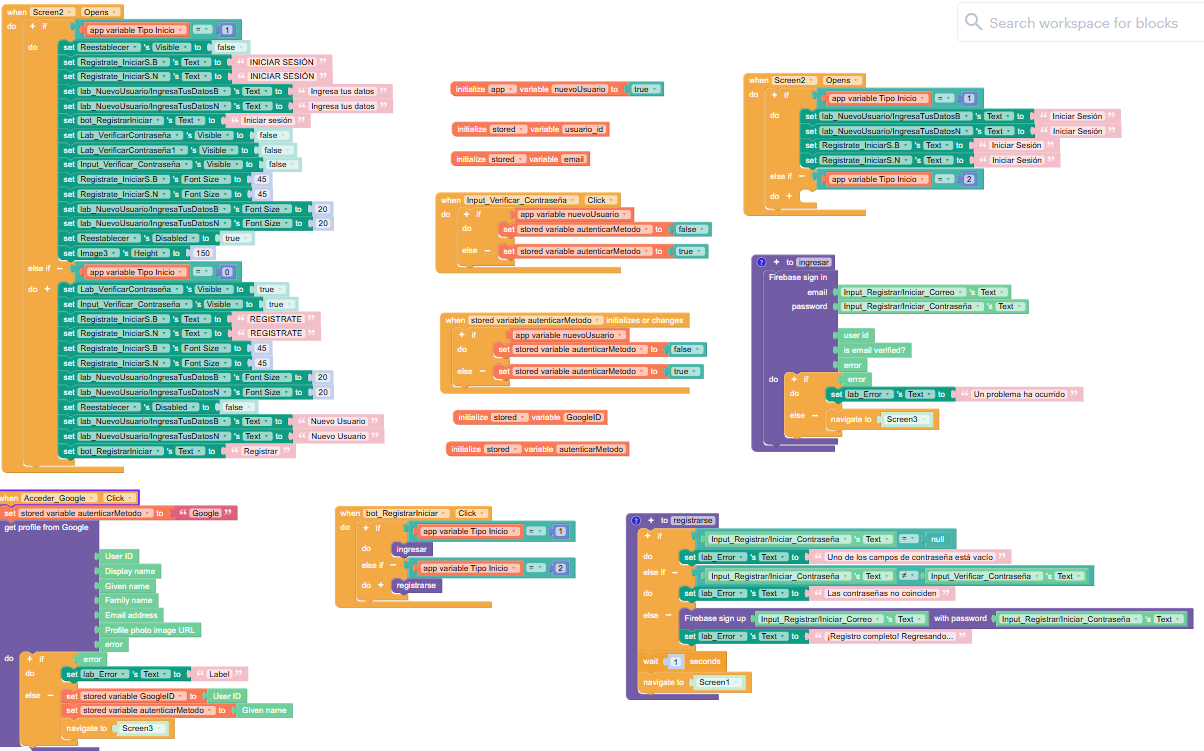 Search workspace for blocks
when Screen2 Opens
do if app variable Tipo Inicio = 1
do set Reestablecer 's Visible to false
set Registrate_IniciarS.B 's Text to “ INICIAR SESIÓN ”
set Registrate_IniciarS.N 's Text to “ INICIAR SESIÓN ”
set lab_NuevoUsuario/IngresaTusDatosB 's Text to “ Ingresa tus datos ”
set lab_NuevoUsuario/IngresaTusDatosN 's Text to “ Ingresa tus datos ”
set bot_RegistrarIniciar 's Text to “ Iniciar sesión ”
set Lab_VerificarContraseña 's Visible to false
set Lab_VerificarContraseña1 's Visible to false
set Input_Verificar_Contraseña 's Visible to false
set Registrate_IniciarS.B 's Font Size to 45
set Registrate_IniciarS.N 's Font Size to 45
set lab_NuevoUsuario/IngresaTusDatosB 's Font Size to 20
set lab_NuevoUsuario/IngresaTusDatosN 's Font Size to 20
set Reestablecer 's Disabled to true
set Image3 's Height to 150
else if app variable Tipo Inicio = 0
do set Lab_VerificarContraseña 's Visible to true
set Input_Verificar_Contraseña 's Visible to true
set Registrate_IniciarS.B 's Text to “ REGISTRATE ”
set Registrate_IniciarS.N 's Text to “ REGISTRATE ”
set Registrate_IniciarS.B 's Font Size to 45
set Registrate_IniciarS.N 's Font Size to 45
set lab_NuevoUsuario/IngresaTusDatosB 's Font Size to 20
set lab_NuevoUsuario/IngresaTusDatosN 's Font Size to 20
set Reestablecer 's Disabled to false
set lab_NuevoUsuario/IngresaTusDatosB 's Text to “ Nuevo Usuario ”
set lab_NuevoUsuario/IngresaTusDatosN 's Text to “ Nuevo Usuario ”
set bot_RegistrarIniciar 's Text to “ Registrar ”
initialize app variable nuevoUsuario to true
initialize stored variable usuario_id
initialize stored variable email
when Input_Verificar_Contraseña Click
do if app variable nuevoUsuario
do set stored variable autenticarMetodo to false
else set stored variable autenticarMetodo to true
when stored variable autenticarMetodo initializes or changes
if app variable nuevoUsuario
do set stored variable autenticarMetodo to false
else set stored variable autenticarMetodo to true
initialize stored variable GoogleID
initialize stored variable autenticarMetodo
when Screen2 Opens
do if app variable Tipo Inicio = 1
do set lab_NuevoUsuario/IngresaTusDatosB 's Text to “ Iniciar Sesión ”
set lab_NuevoUsuario/IngresaTusDatosN 's Text to “ Iniciar Sesión ”
set Registrate_IniciarS.B 's Text to “ Iniciar Sesión ”
set Registrate_IniciarS.N 's Text to “ Iniciar Sesión ”
else if app variable Tipo Inicio = 2
do
? to ingresar
Firebase sign in
email Input_Registrar/Iniciar_Correo 's Text
password Input_Registrar/Iniciar_Contraseña 's Text
user id
is email verified?
error
do if error
set lab_Error 's Text to “ Un problema ha ocurrido ”
else navigate to Screen3
when Acceder_Google Click
set stored variable autenticarMetodo to “ Google ”
get profile from Google
User ID
Display name
Given name
Family name
Email address
Profile photo image URL
error
do if error
do set lab_Error 's Text to “ Label ”
else set stored variable GoogleID to User ID
set stored variable autenticarMetodo to Given name
navigate to Screen3
when bot_RegistrarIniciar Click
do if app variable Tipo Inicio = 1
do ingresar
else if app variable Tipo Inicio = 2
do registrarse
? to registrarse
if Input_Registrar/Iniciar_Contraseña 's Text = null
do set lab_Error 's Text to “ Uno de los campos de contraseña está vacío ”
else if Input_Registrar/Iniciar_Contraseña 's Text ≠ Input_Verificar_Contraseña 's Text
do set lab_Error 's Text to “ Las contraseñas no coinciden ”
else Firebase sign up Input_Registrar/Iniciar_Correo 's Text with password Input_Registrar/Iniciar_Contraseña 's Text
set lab_Error 's Text to “ ¡Registro completo! Regresando... ”
wait 1 seconds
navigate to Screen1